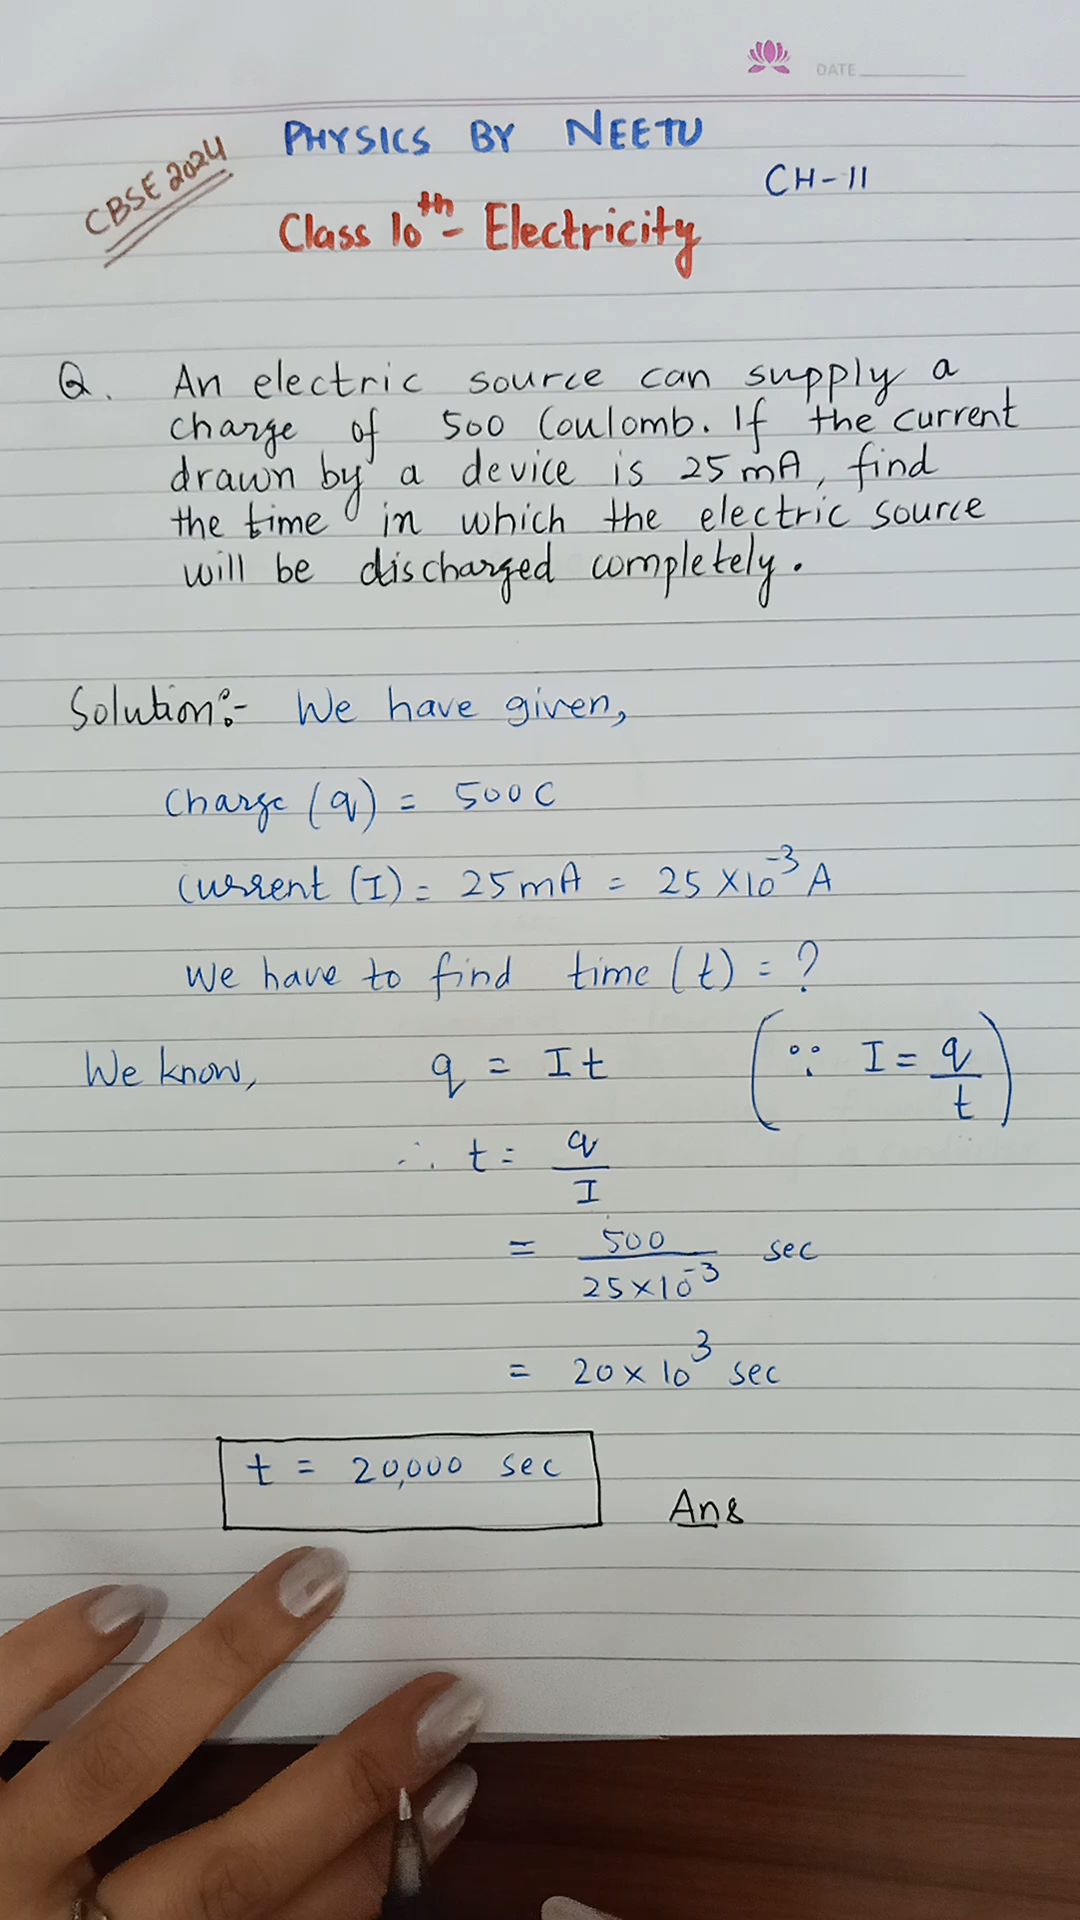 DATE
PHYSICS BY NEETU
CBSE 2024
CH-11
Class 10th - Electricity
Q. An electric source can supply a
charge of 500 Coulomb. If the current
drawn by a device is 25 mA, find
the time in which the electric source
will be discharged completely.
Solution:- We have given,
Charge (q) = 500C
Current (I) = 25mA = 25 × 10⁻³ A
We have to find time (t) = ?
We know, q = It (∵ I = q/t)
∴ t = q/I
= 500/25×10⁻³ sec
= 20 × 10³ sec
t = 20,000 sec
Ans